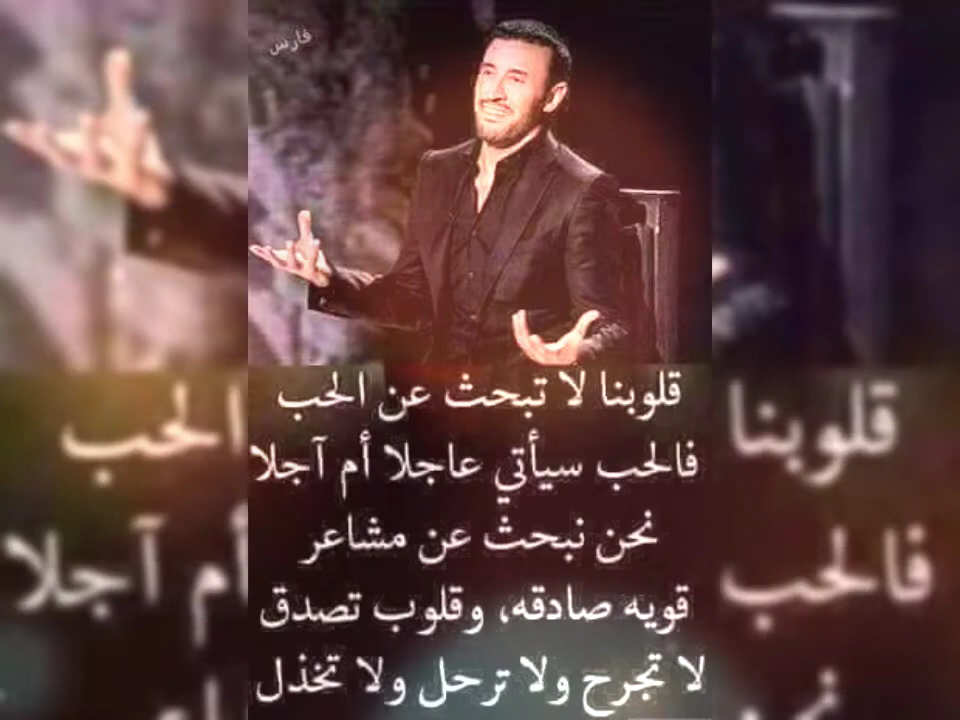 فارس
قلوبنا لا تبحث عن الحب
فالحب سيأتي عاجلا أم آجلا
نحن نبحث عن مشاعر
قويه صادقه، وقلوب تصدق
لا تجرح ولا ترحل ولا تخذل